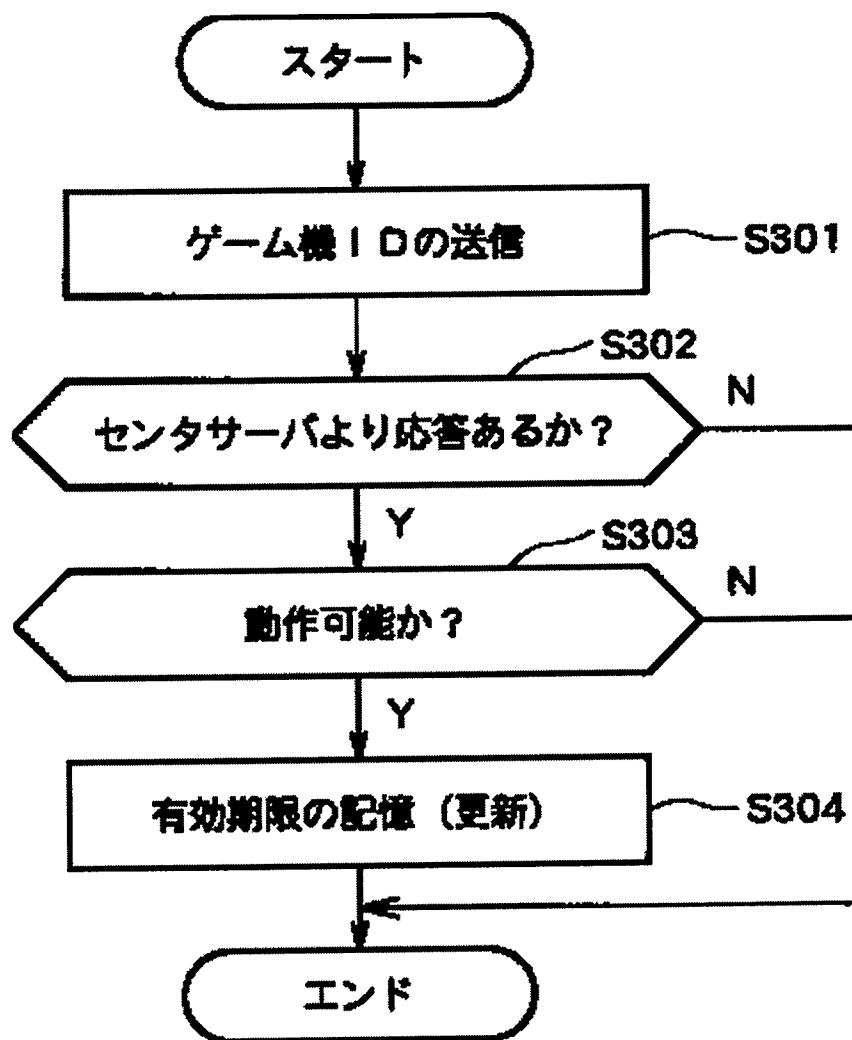 スタート
ゲーム機IDの送信
S301
S302
センタサーバより応答あるか？
N
Y
S303
動作可能か？
N
Y
有効期限の記憶（更新）
S304
エンド